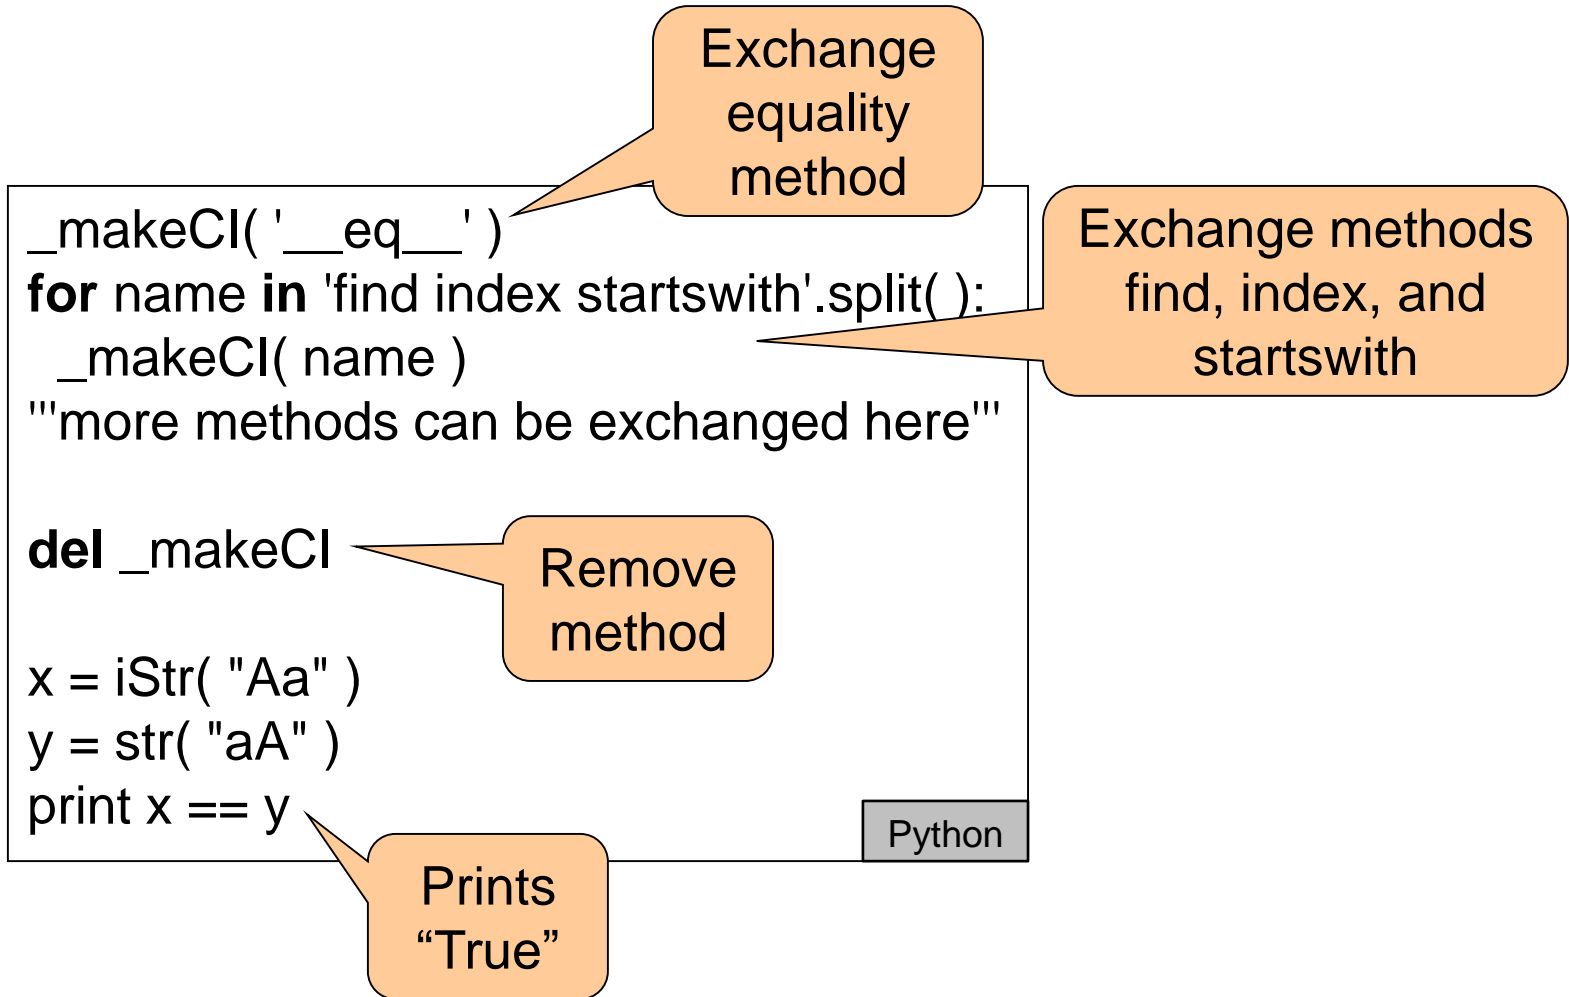 Exchange
equality
method
_makeCI( '__eq__' )
for name in 'find index startswith'.split( ):
_makeCI( name )
'''more methods can be exchanged here'''
Exchange methods
find, index, and
startswith
del _makeCI
Remove
method
x = iStr( "Aa" )
y = str( "aA" )
print x == y
Python
Prints
“True”